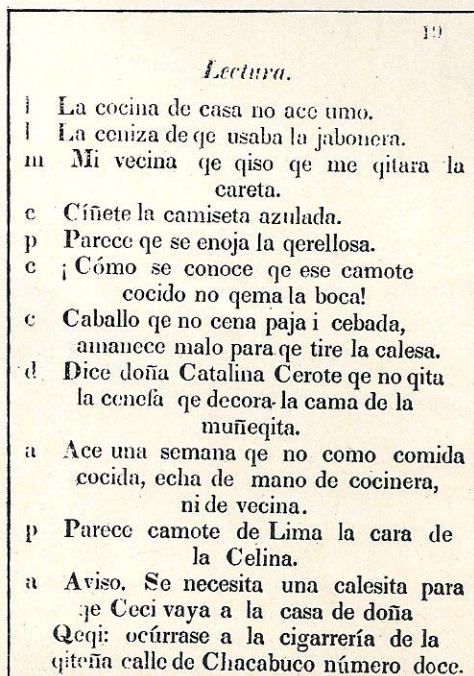 19
Lectura.
l La cocina de casa no ace umo.
l La ceniza de qe usaba la jabonera.
m Mi vecina qe qiso qe me qitara la
careta.
c Cíñete la camiseta azulada.
p Parece qe se enoja la qerellosa.
c ¡Cómo se conoce qe ese camote
cocido no qema la boca!
c Caballo qe no cena paja i cebada,
amanece malo para qe tire la calesa.
d Dice doña Catalina Cerote qe no qita
la cenefa qe decora la cama de la
muñeqita.
a Ace una semana qe no como comida
cocida, echa de mano de cocinera,
ni de vecina.
p Parece camote de Lima la cara de
la Celina.
a Aviso. Se necesita una calesita para
qe Ceci vaya a la casa de doña
Qeqi: ocúrrase a la cigarrería de la
qiteña calle de Chacabuco número doce.